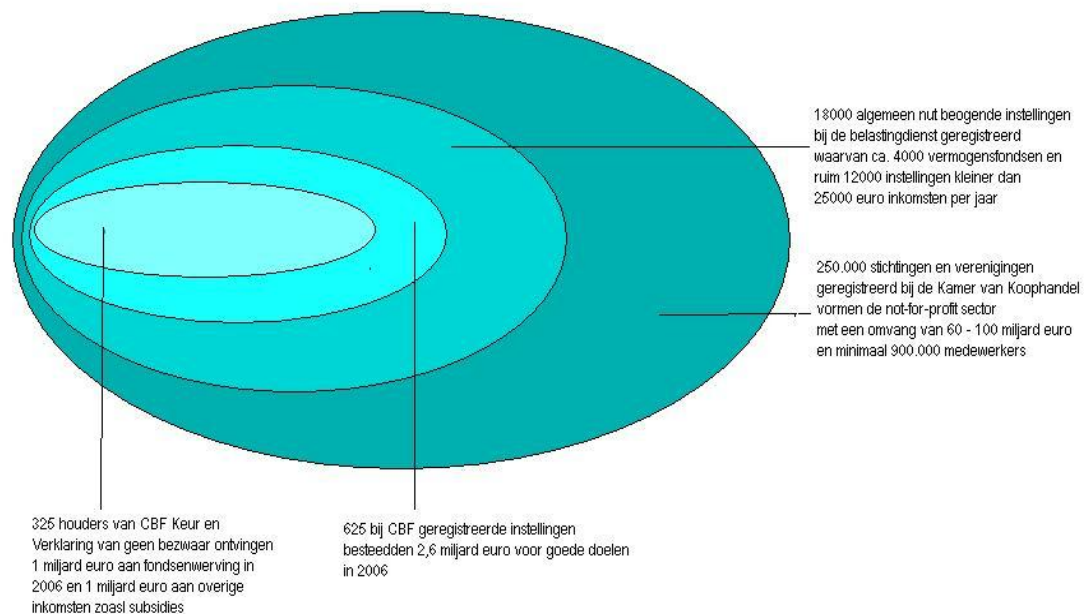 18000 algemeen nut beogende instellingen
bij de belastingdienst geregistreerd
waarvan ca. 4000 vermogensfondsen en
ruim 12000 instellingen kleiner dan
25000 euro inkomsten per jaar
250.000 stichtingen en verenigingen
geregistreerd bij de Kamer van Koophandel
vormen de not-for-profit sector
met een omvang van 60 - 100 miljard euro
en minimaal 900.000 medewerkers
325 houders van CBF Keur en
Verklaring van geen bezwaar ontvingen
1 miljard euro aan fondsenwerving in
2006 en 1 miljard euro aan overige
inkomsten zoasl subsidies
625 bij CBF geregistreerde instellingen
besteedden 2,6 miljard euro voor goede doelen
in 2006